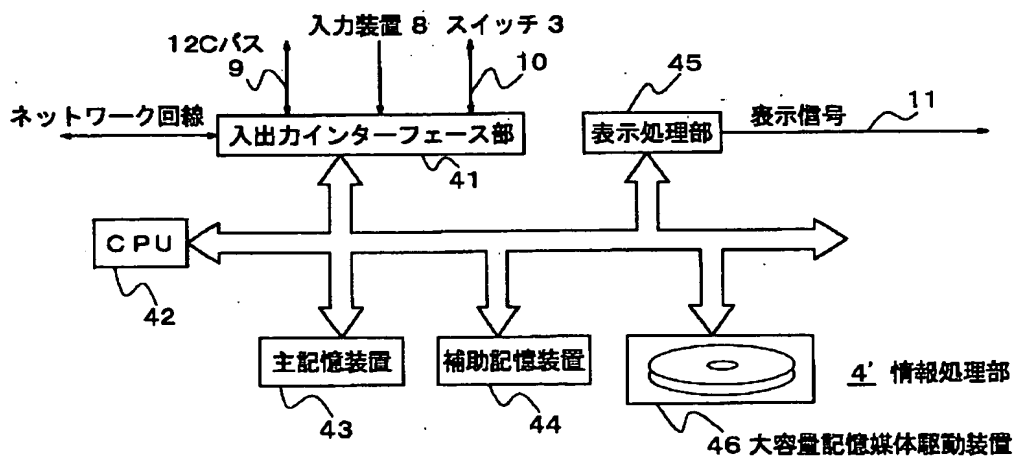 入力装置 8 スイッチ 3
12Cバス
9
10
45
ネットワーク回線
入出力インターフェース部
表示処理部
表示信号
11
41
CPU
42
主記憶装置
補助記憶装置
4' 情報処理部
43
44
46 大容量記憶媒体駆動装置